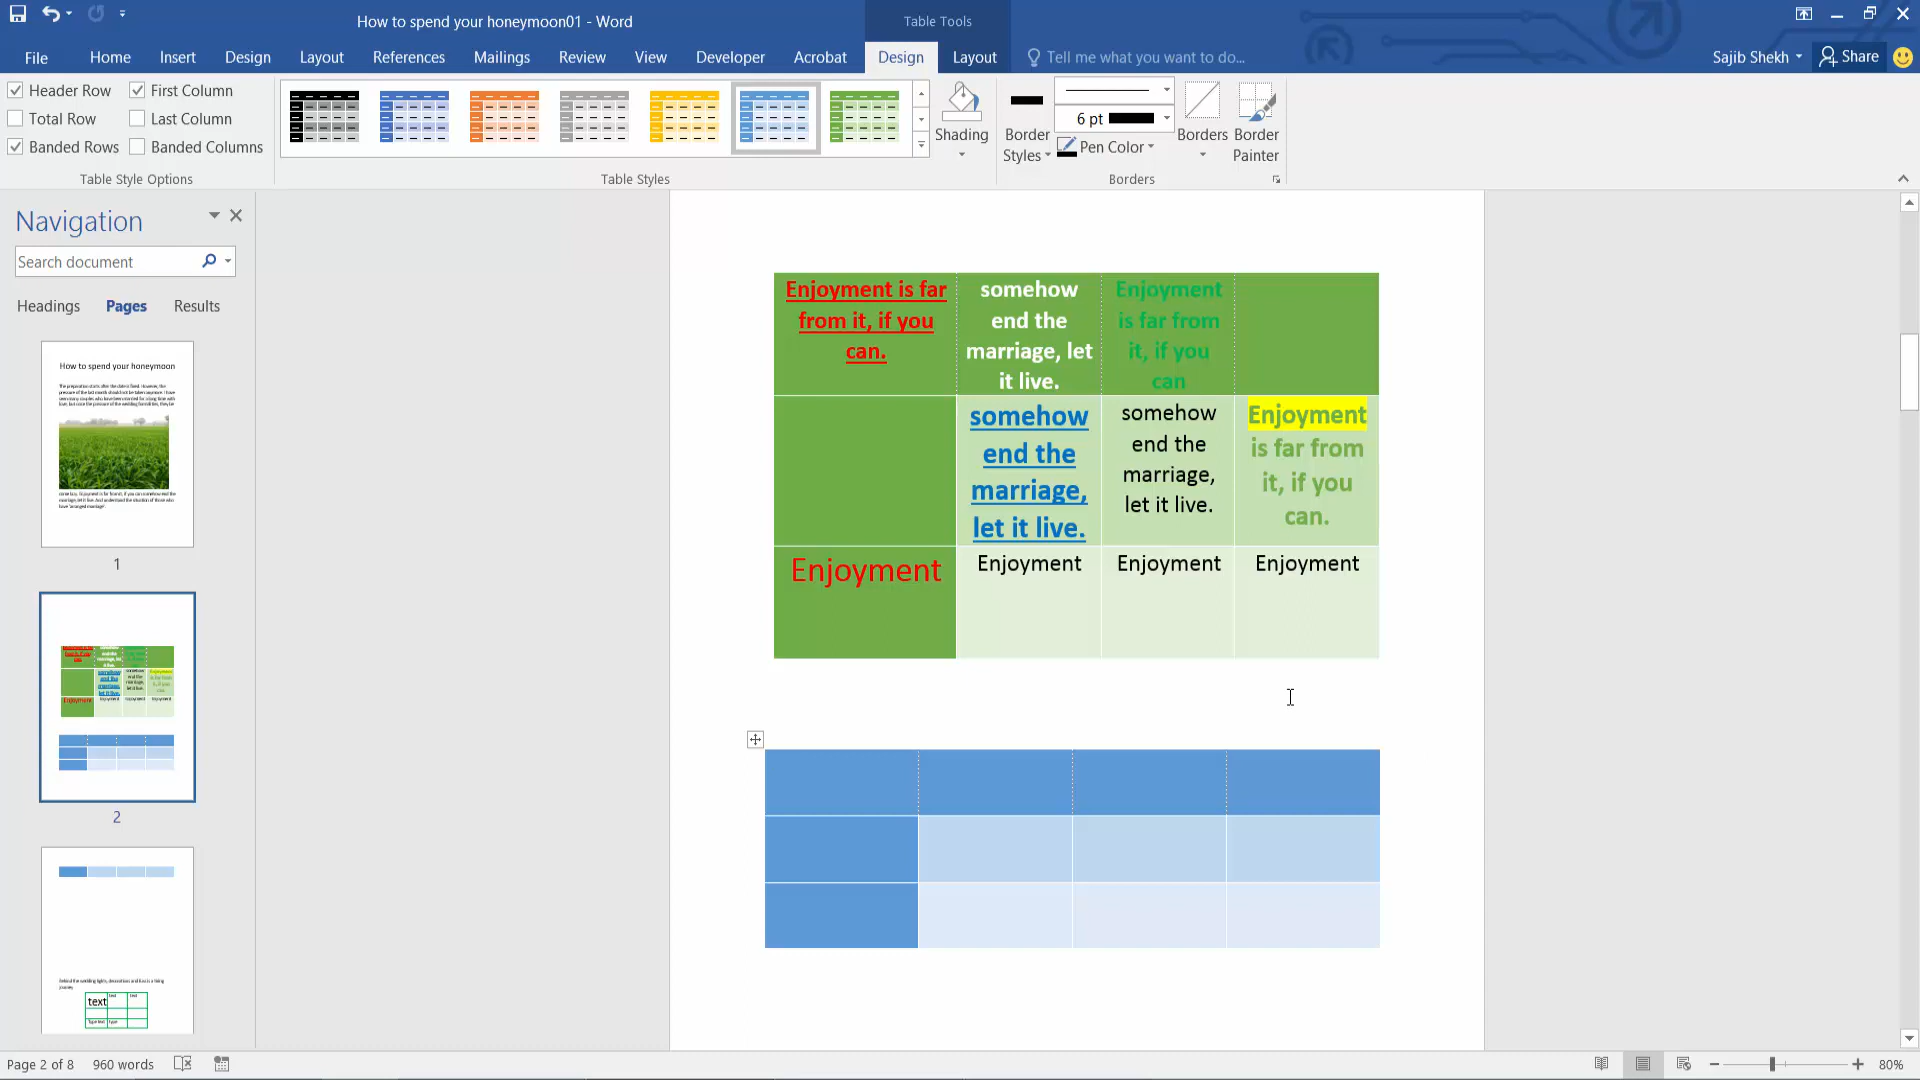 How to spend your honeymoon01 - Word
Table Tools
File Home Insert Design Layout References Mailings Review View Developer Acrobat Design Layout Tell me what you want to do... Sajib Shekh Share
Header Row First Column
Total Row Last Column
Banded Rows Banded Columns
Table Style Options
Table Styles
Shading
Border Styles
6 pt
Pen Color
Borders
Border Painter
Borders
Navigation
Search document
Headings Pages Results
How to spend your honeymoon
1
2
text text text
Enjoyment is far
from it, if you
can.
somehow
end the
marriage, let
it live.
Enjoyment
is far from
it, if you
can
somehow
end the
marriage,
let it live.
somehow
end the
marriage,
let it live.
Enjoyment
is far from
it, if you
can.
Enjoyment Enjoyment Enjoyment Enjoyment
Page 2 of 8 960 words 80%